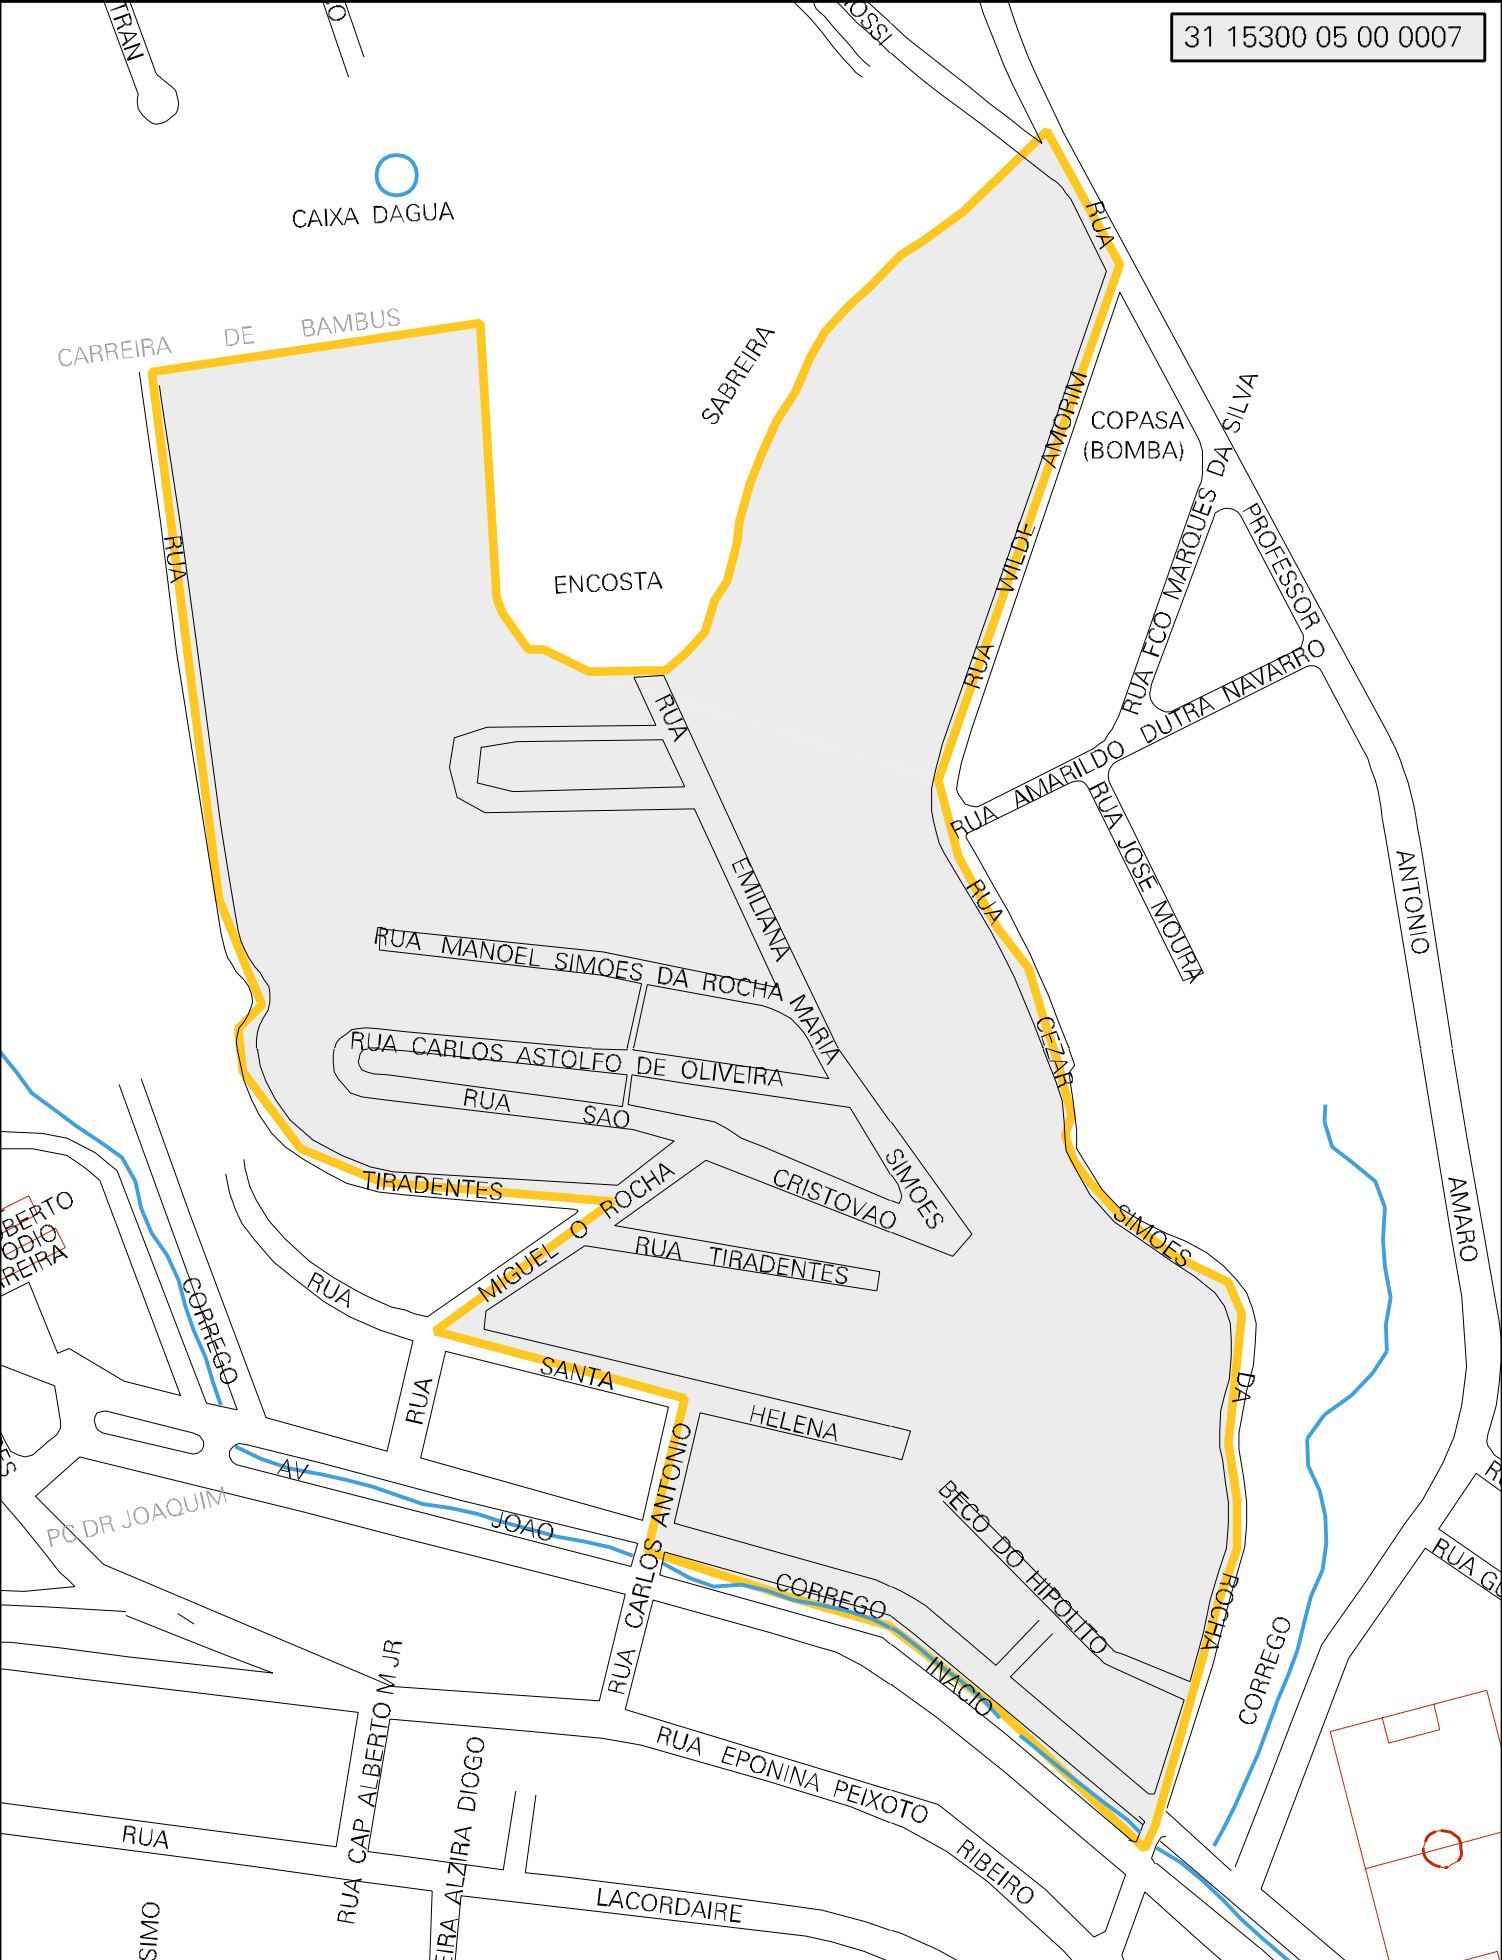 31 15300 05 00 0007
CAIXA DAGUA
CARREIRA DE BAMBUS
SABREIRA
RUA
RUA WILDE AMORIM
COPASA
(BOMBA)
RUA FCO MARQUES DA SILVA
RUA PROFESSOR ANTONIO AMARO
ENCOSTA
RUA AMARILDO DUTRA NAVARRO
RUA JOSE MOURA
RUA EMILIANA MARIA SIMOES
RUA CEZAR SIMOES DA ROCHA
RUA MANOEL SIMOES DA ROCHA
RUA CARLOS ASTOLFO DE OLIVEIRA
RUA SAO CRISTOVAO
TIRADENTES
RUA TIRADENTES
RUA MIGUEL O ROCHA
CORREGO
RUA
SANTA HELENA
BECO DO HIPOLITO
AV JOAO INACIO
CORREGO
PC DR JOAQUIM
RUA CARLOS ANTONIO
CORREGO
RUA CAP ALBERTO M JR
RUA EPONINA PEIXOTO RIBEIRO
RUA LACORDAIRE
ALZIRA DIOGO